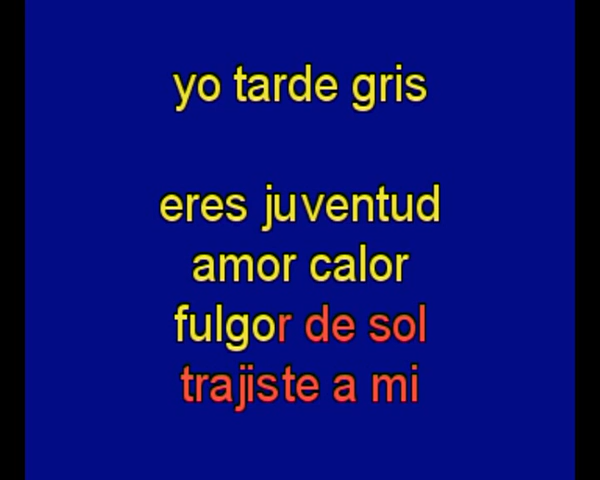 yo tarde gris
eres juventud
amor calor
fulgor de sol
trajiste a mi